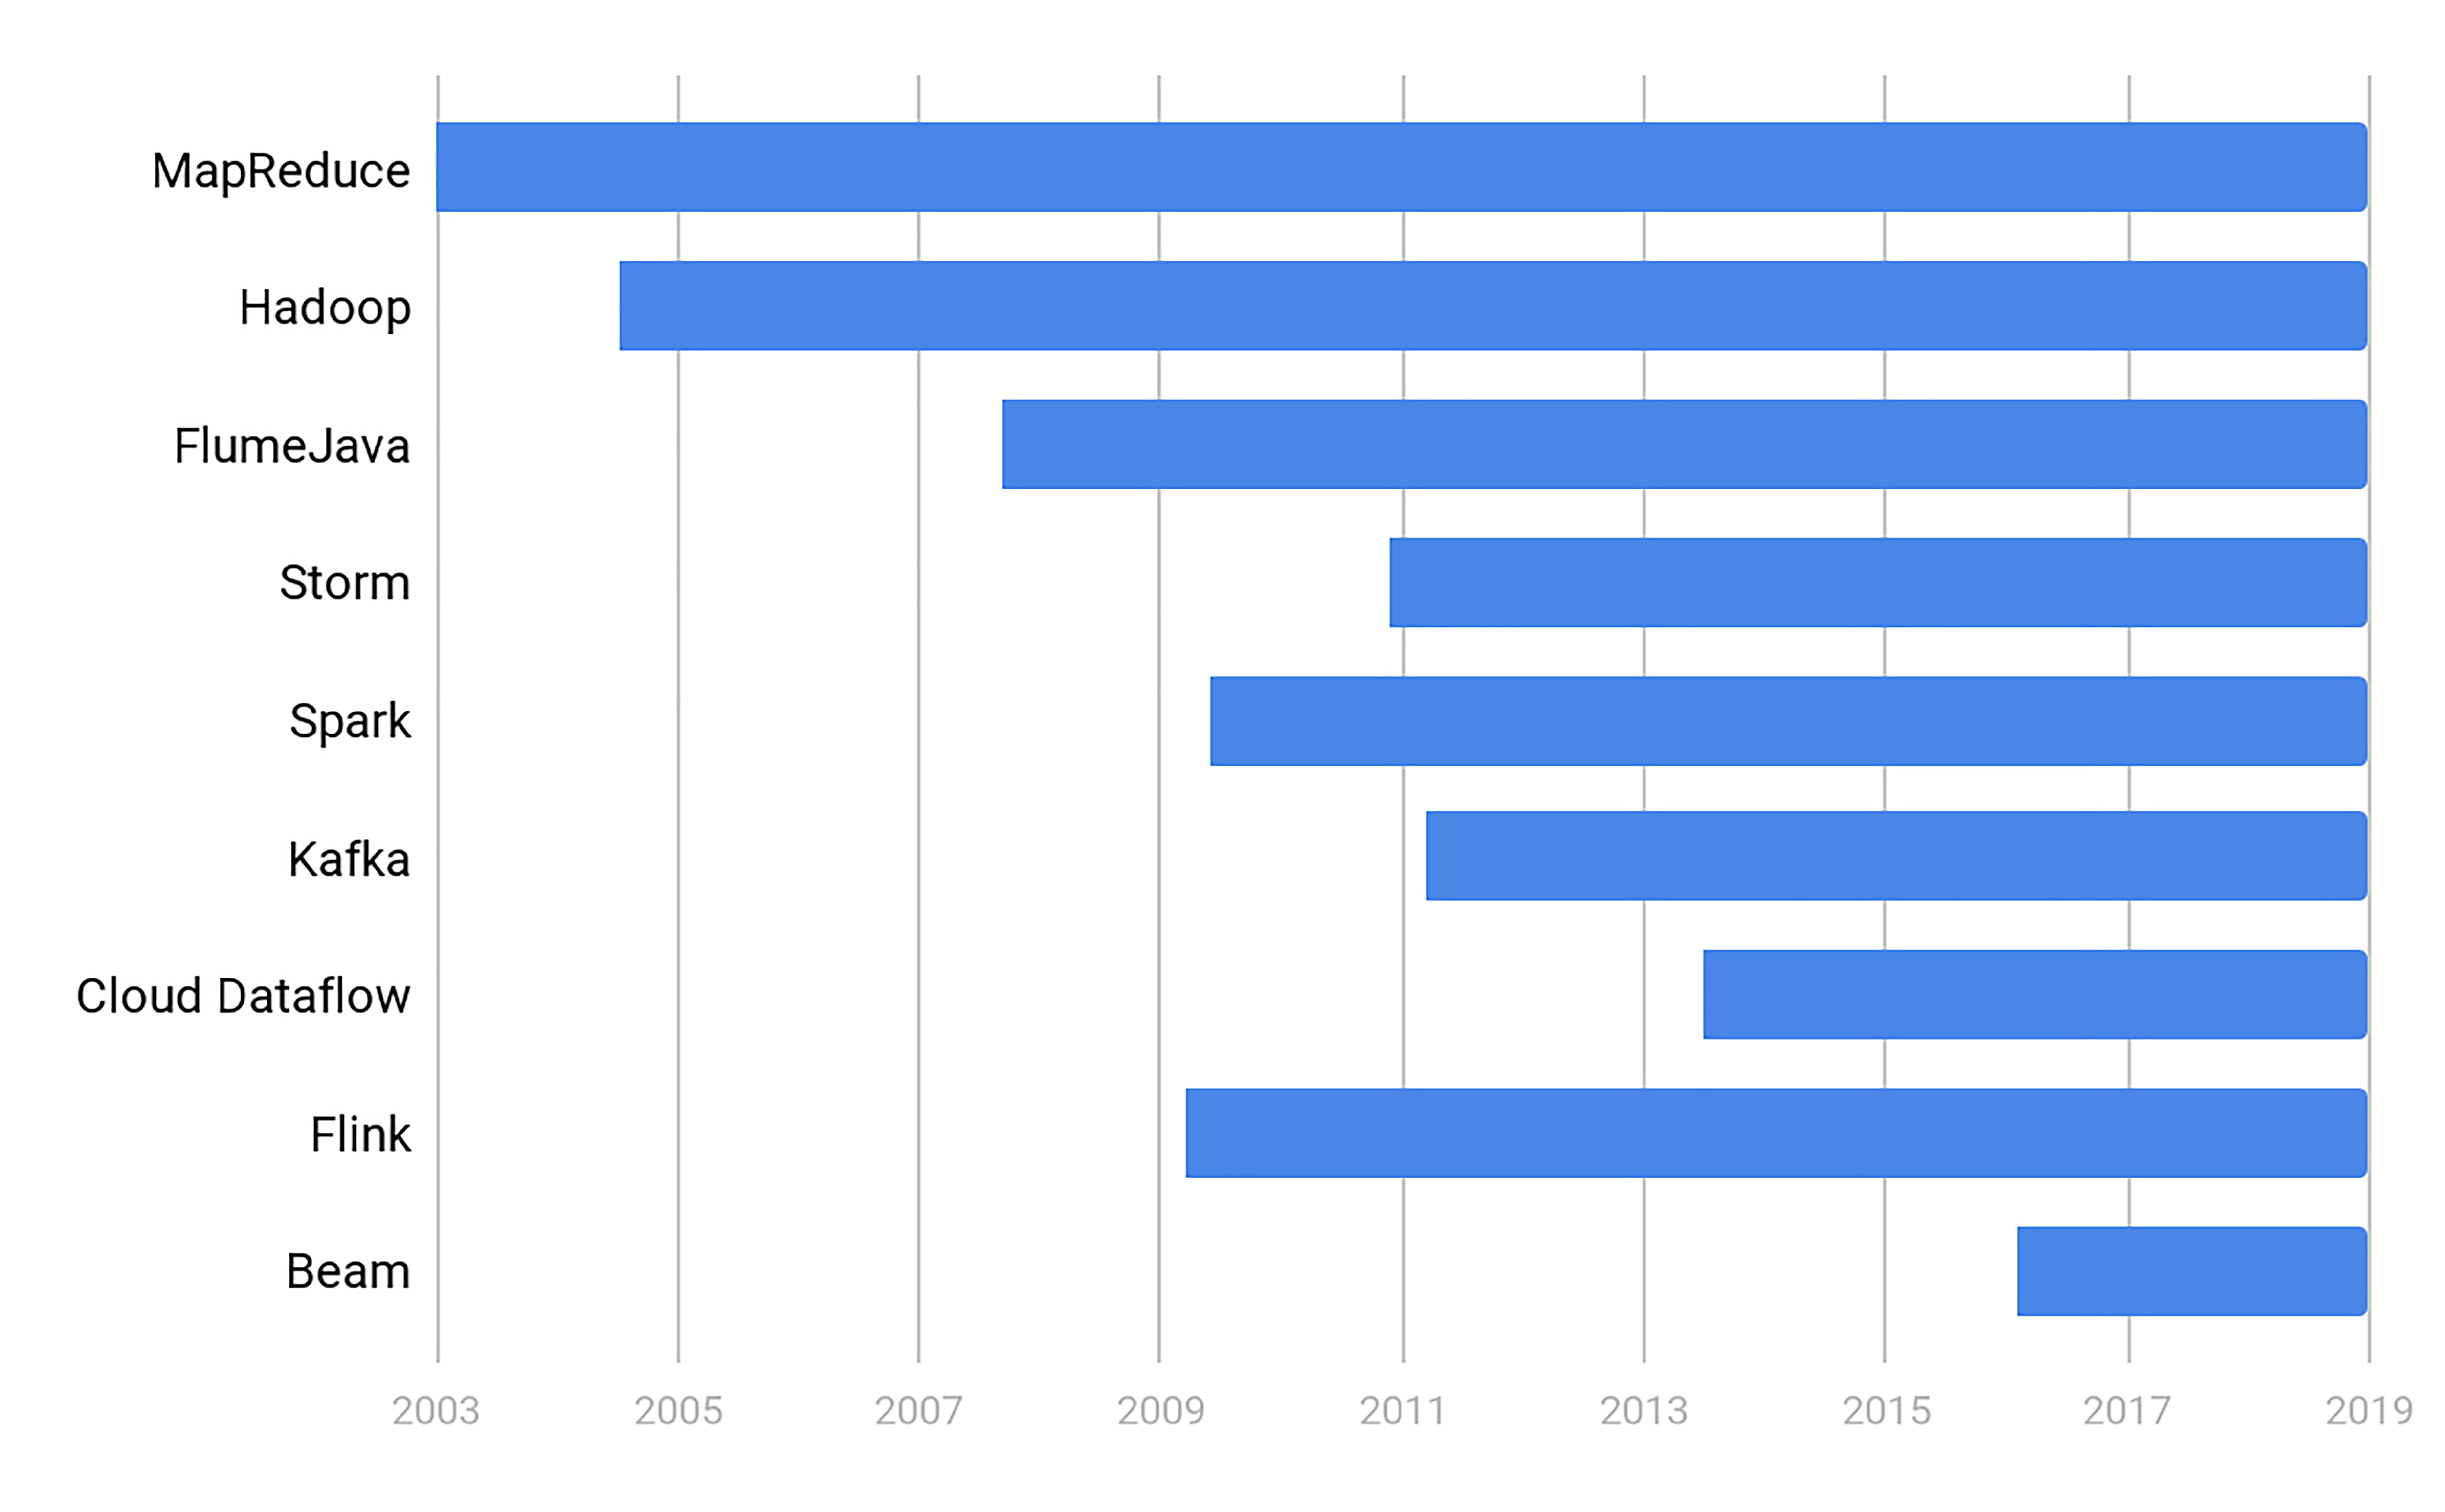 MapReduce
Hadoop
FlumeJava
Storm
Spark
Kafka
Cloud Dataflow
Flink
Beam
2003 2005 2007 2009 2011 2013 2015 2017 2019